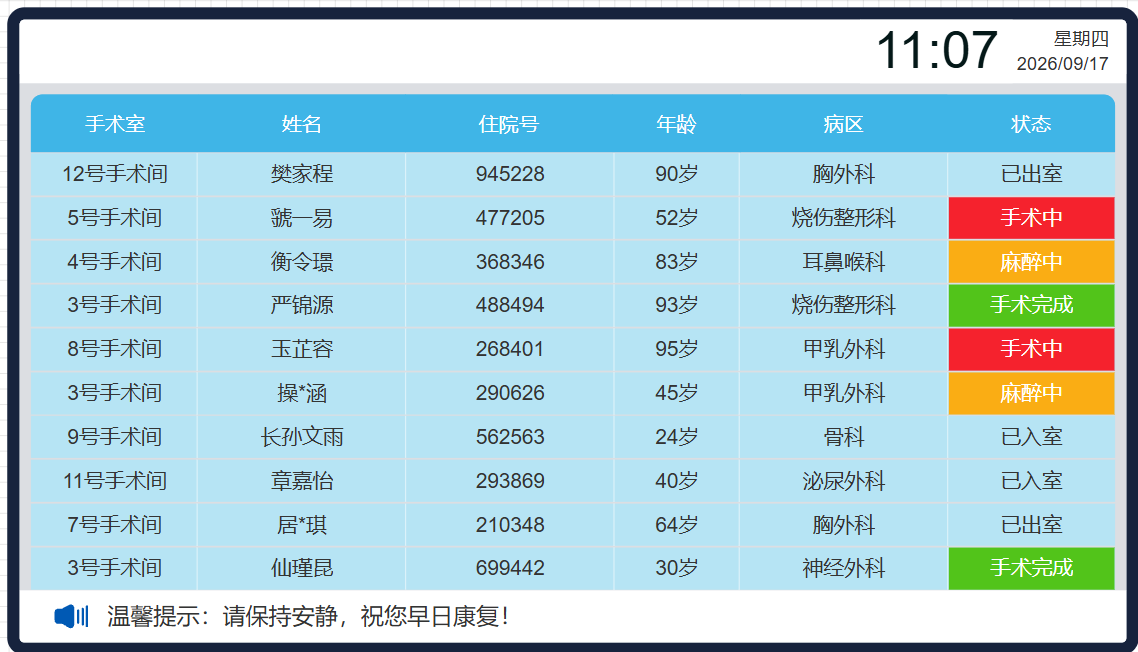 11:07
星期四
2026/09/17
手术室 姓名 住院号 年龄 病区 状态
12号手术间 樊家程 945228 90岁 胸外科 已出室
5号手术间 虢一易 477205 52岁 烧伤整形科 手术中
4号手术间 衡令璟 368346 83岁 耳鼻喉科 麻醉中
3号手术间 严锦源 488494 93岁 烧伤整形科 手术完成
8号手术间 玉芷容 268401 95岁 甲乳外科 手术中
3号手术间 操*涵 290626 45岁 甲乳外科 麻醉中
9号手术间 长孙文雨 562563 24岁 骨科 已入室
11号手术间 章嘉怡 293869 40岁 泌尿外科 已入室
7号手术间 居*琪 210348 64岁 胸外科 已出室
3号手术间 仙瑾昆 699442 30岁 神经外科 手术完成
温馨提示：请保持安静，祝您早日康复！